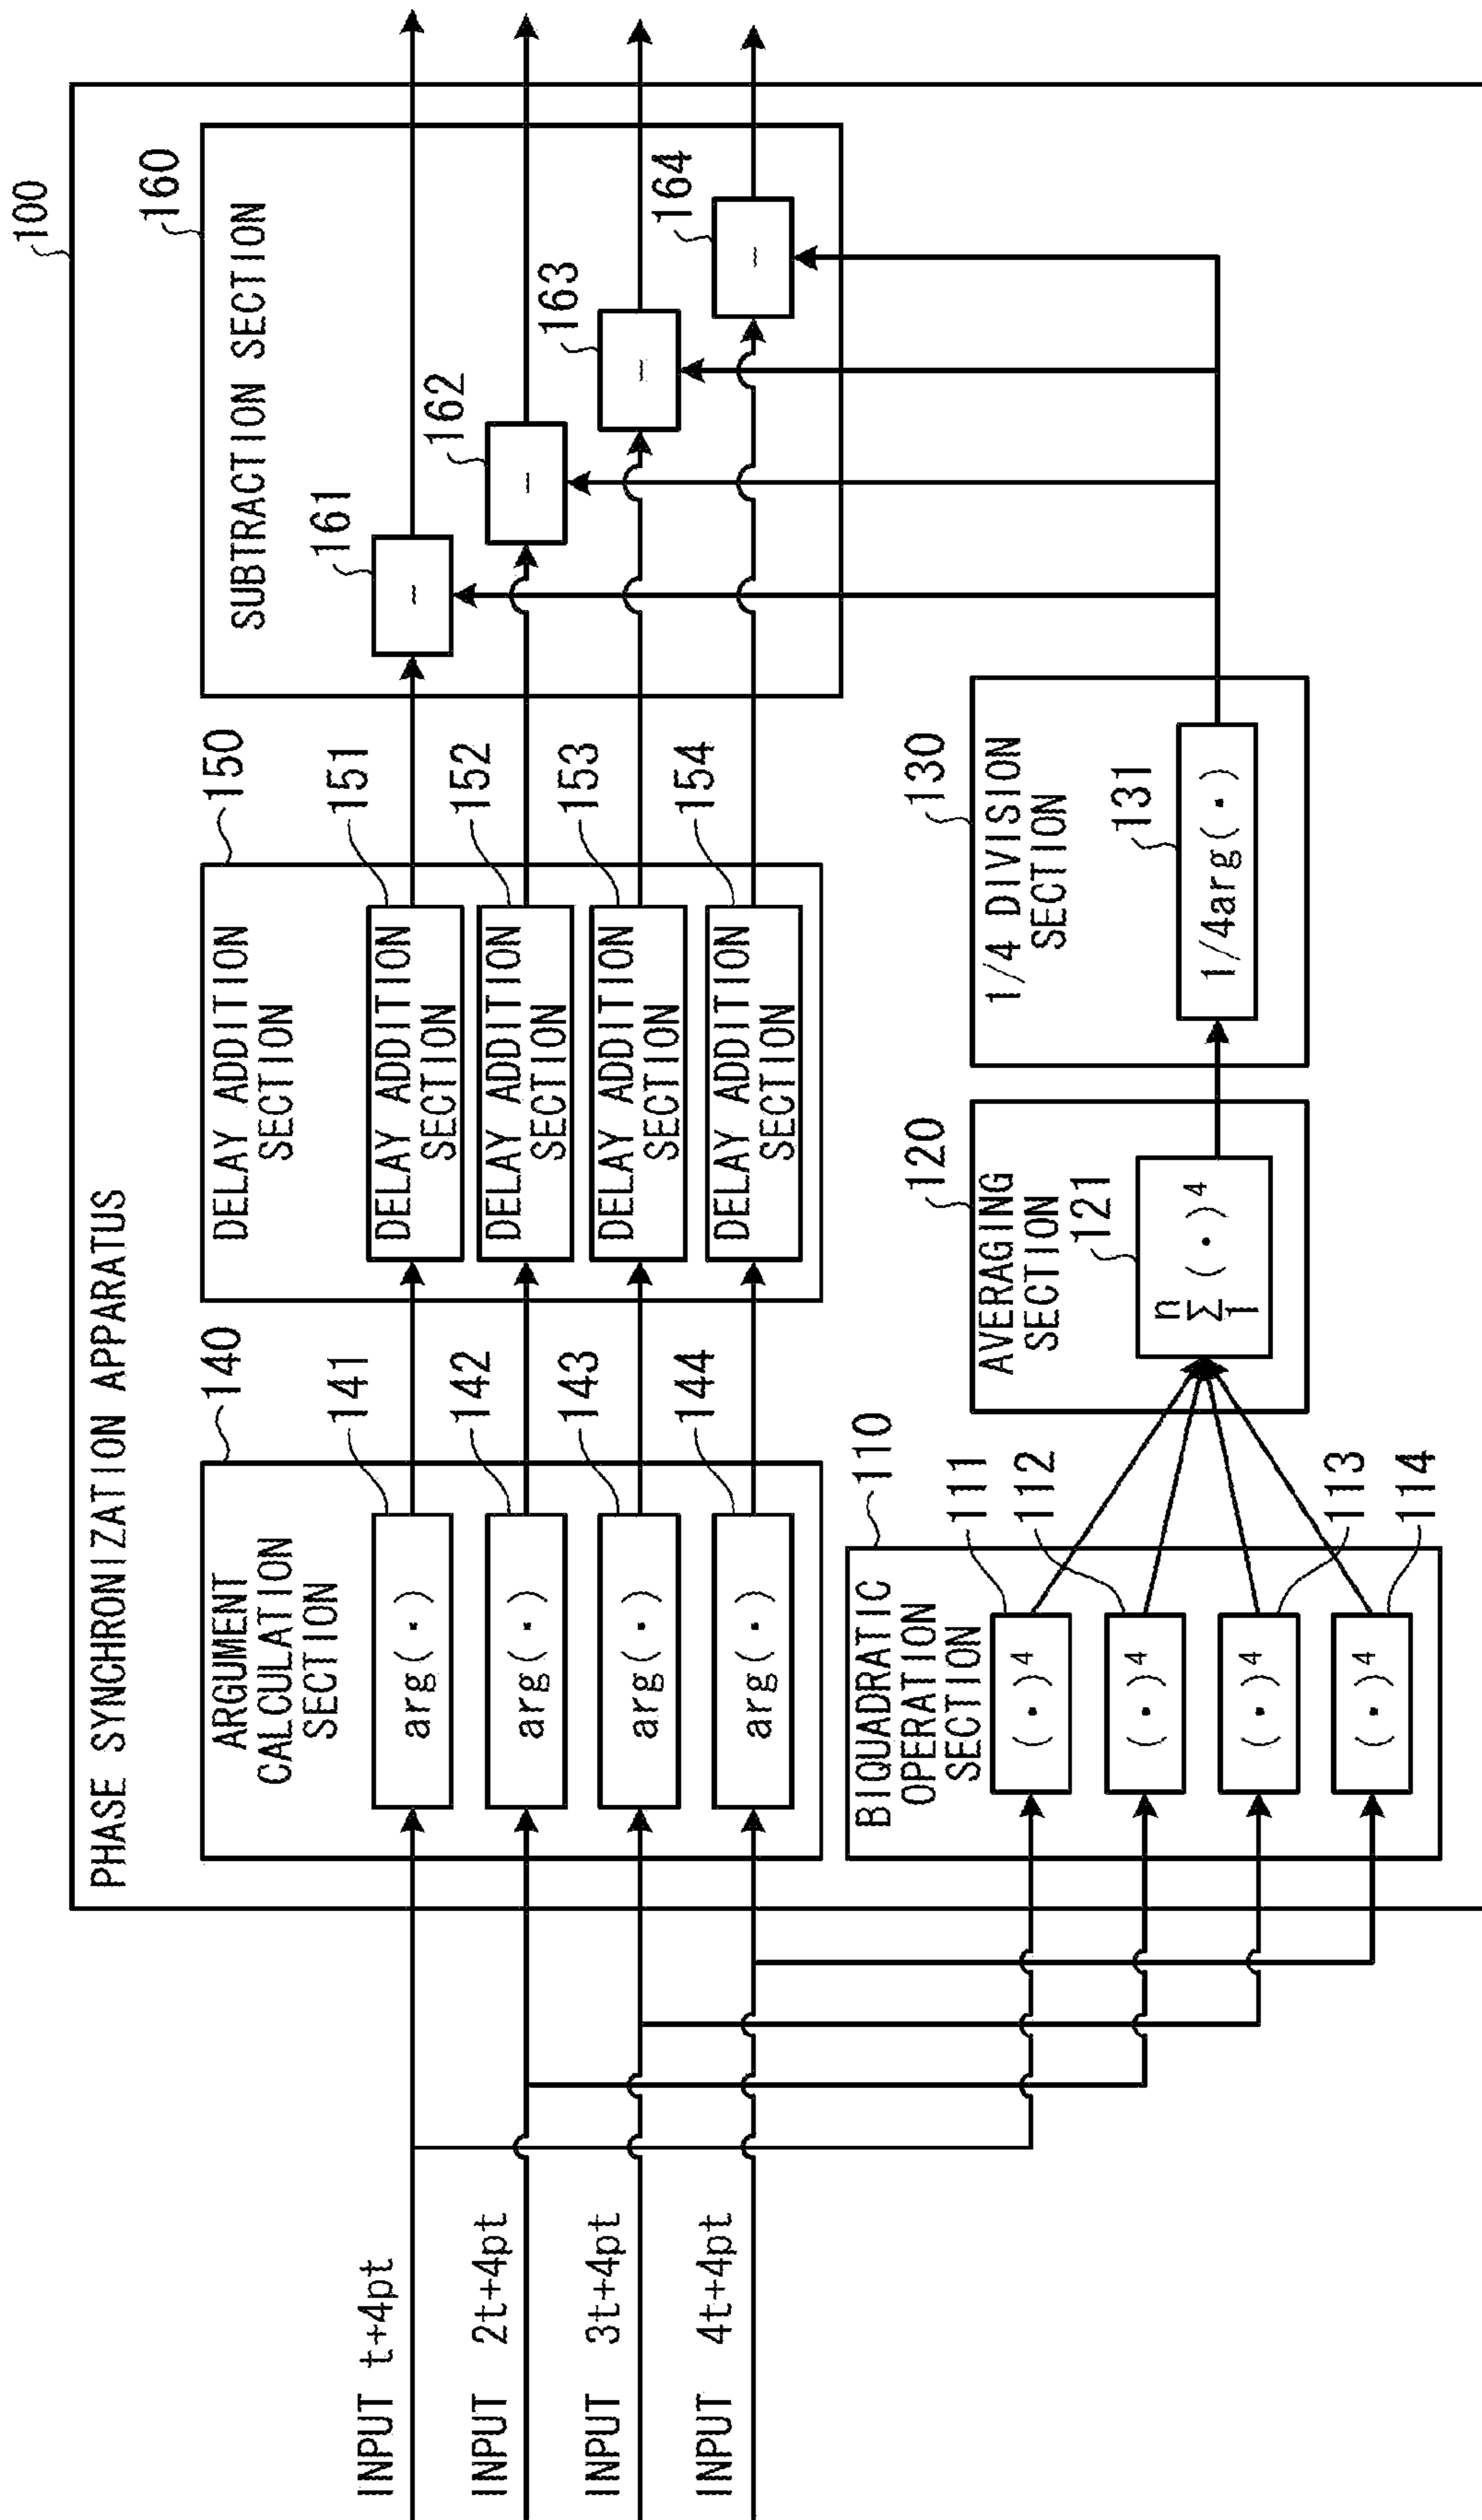 100
PHASE SYNCHRONIZATION APPARATUS
INPUT t+4pt
INPUT 2t+4pt
INPUT 3t+4pt
INPUT 4t+4pt
140
ARGUMENT
CALCULATION
SECTION
141
arg(•)
142
arg(•)
143
arg(•)
144
arg(•)
150
DELAY ADDITION
SECTION
151
DELAY ADDITION
SECTION
152
DELAY ADDITION
SECTION
153
DELAY ADDITION
SECTION
154
DELAY ADDITION
SECTION
160
SUBTRACTION SECTION
161
−
162
−
163
−
164
−
110
BIQUADRATIC
OPERATION
SECTION
111
(•)⁴
112
(•)⁴
113
(•)⁴
114
(•)⁴
120
AVERAGING
SECTION
121
n
Σ (•)⁴
1
130
1/4 DIVISION
SECTION
131
1/4arg(•)